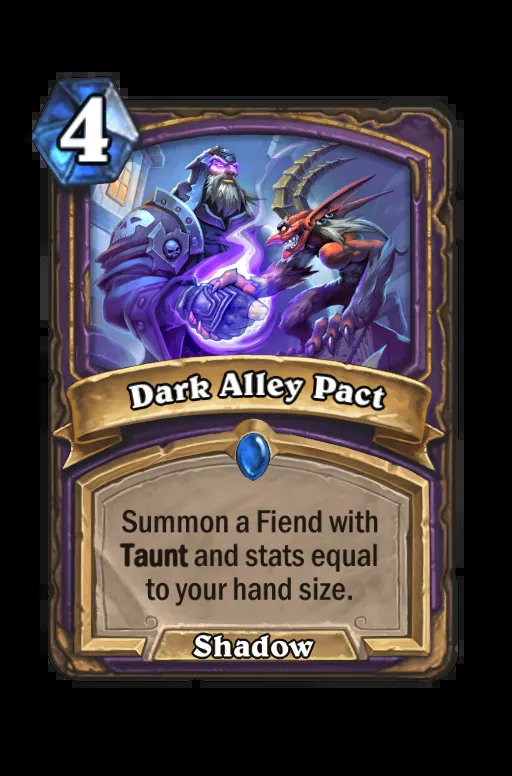 4
Dark Alley Pact
Summon a Fiend with
Taunt and stats equal
to your hand size.
Shadow